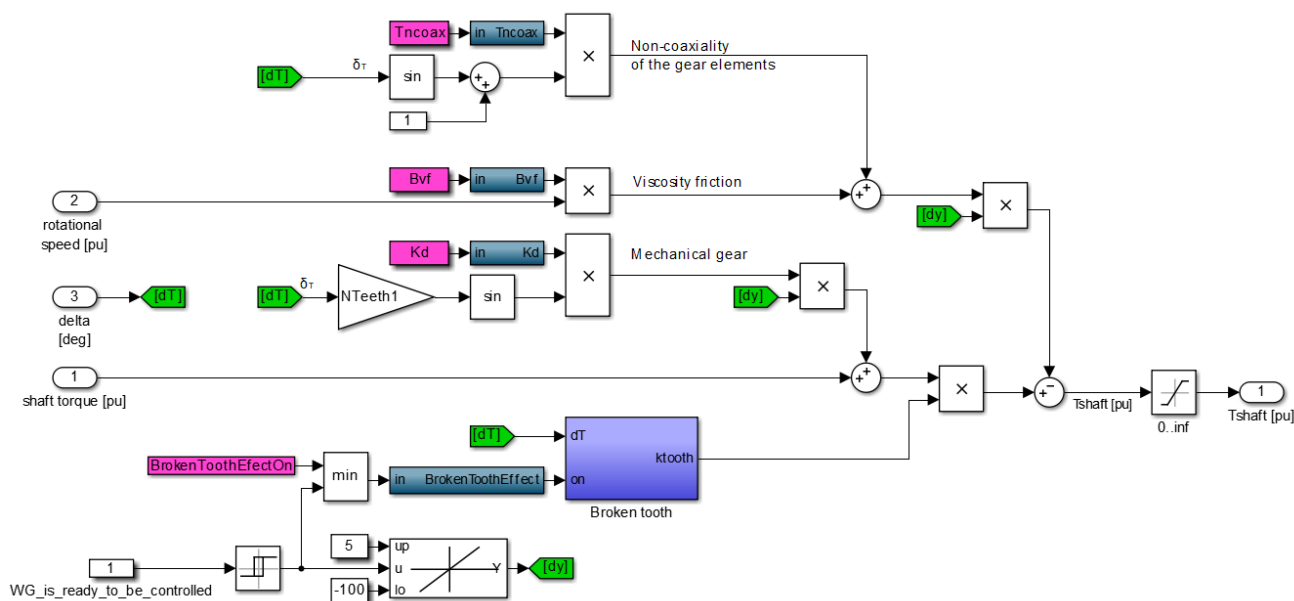 Tncoax
in Tncoax
×
Non-coaxiality
of the gear elements
[dT]
δT
sin
+
+
1
Bvf
in Bvf
×
Viscosity friction
+
+
×
2
rotational
speed [pu]
[dy]
Kd
in Kd
×
Mechanical gear
3
delta
[deg]
[dT]
[dT]
δT
NTeeth1
sin
[dy]
×
1
shaft torque [pu]
+
+
×
+
−
Tshaft [pu]
0..inf
1
Tshaft [pu]
[dT]
dT
ktooth
on
Broken tooth
BrokenToothEfectOn
min
in BrokenToothEffect
1
WG_is_ready_to_be_controlled
5
-100
up
u
lo
Y
[dy]